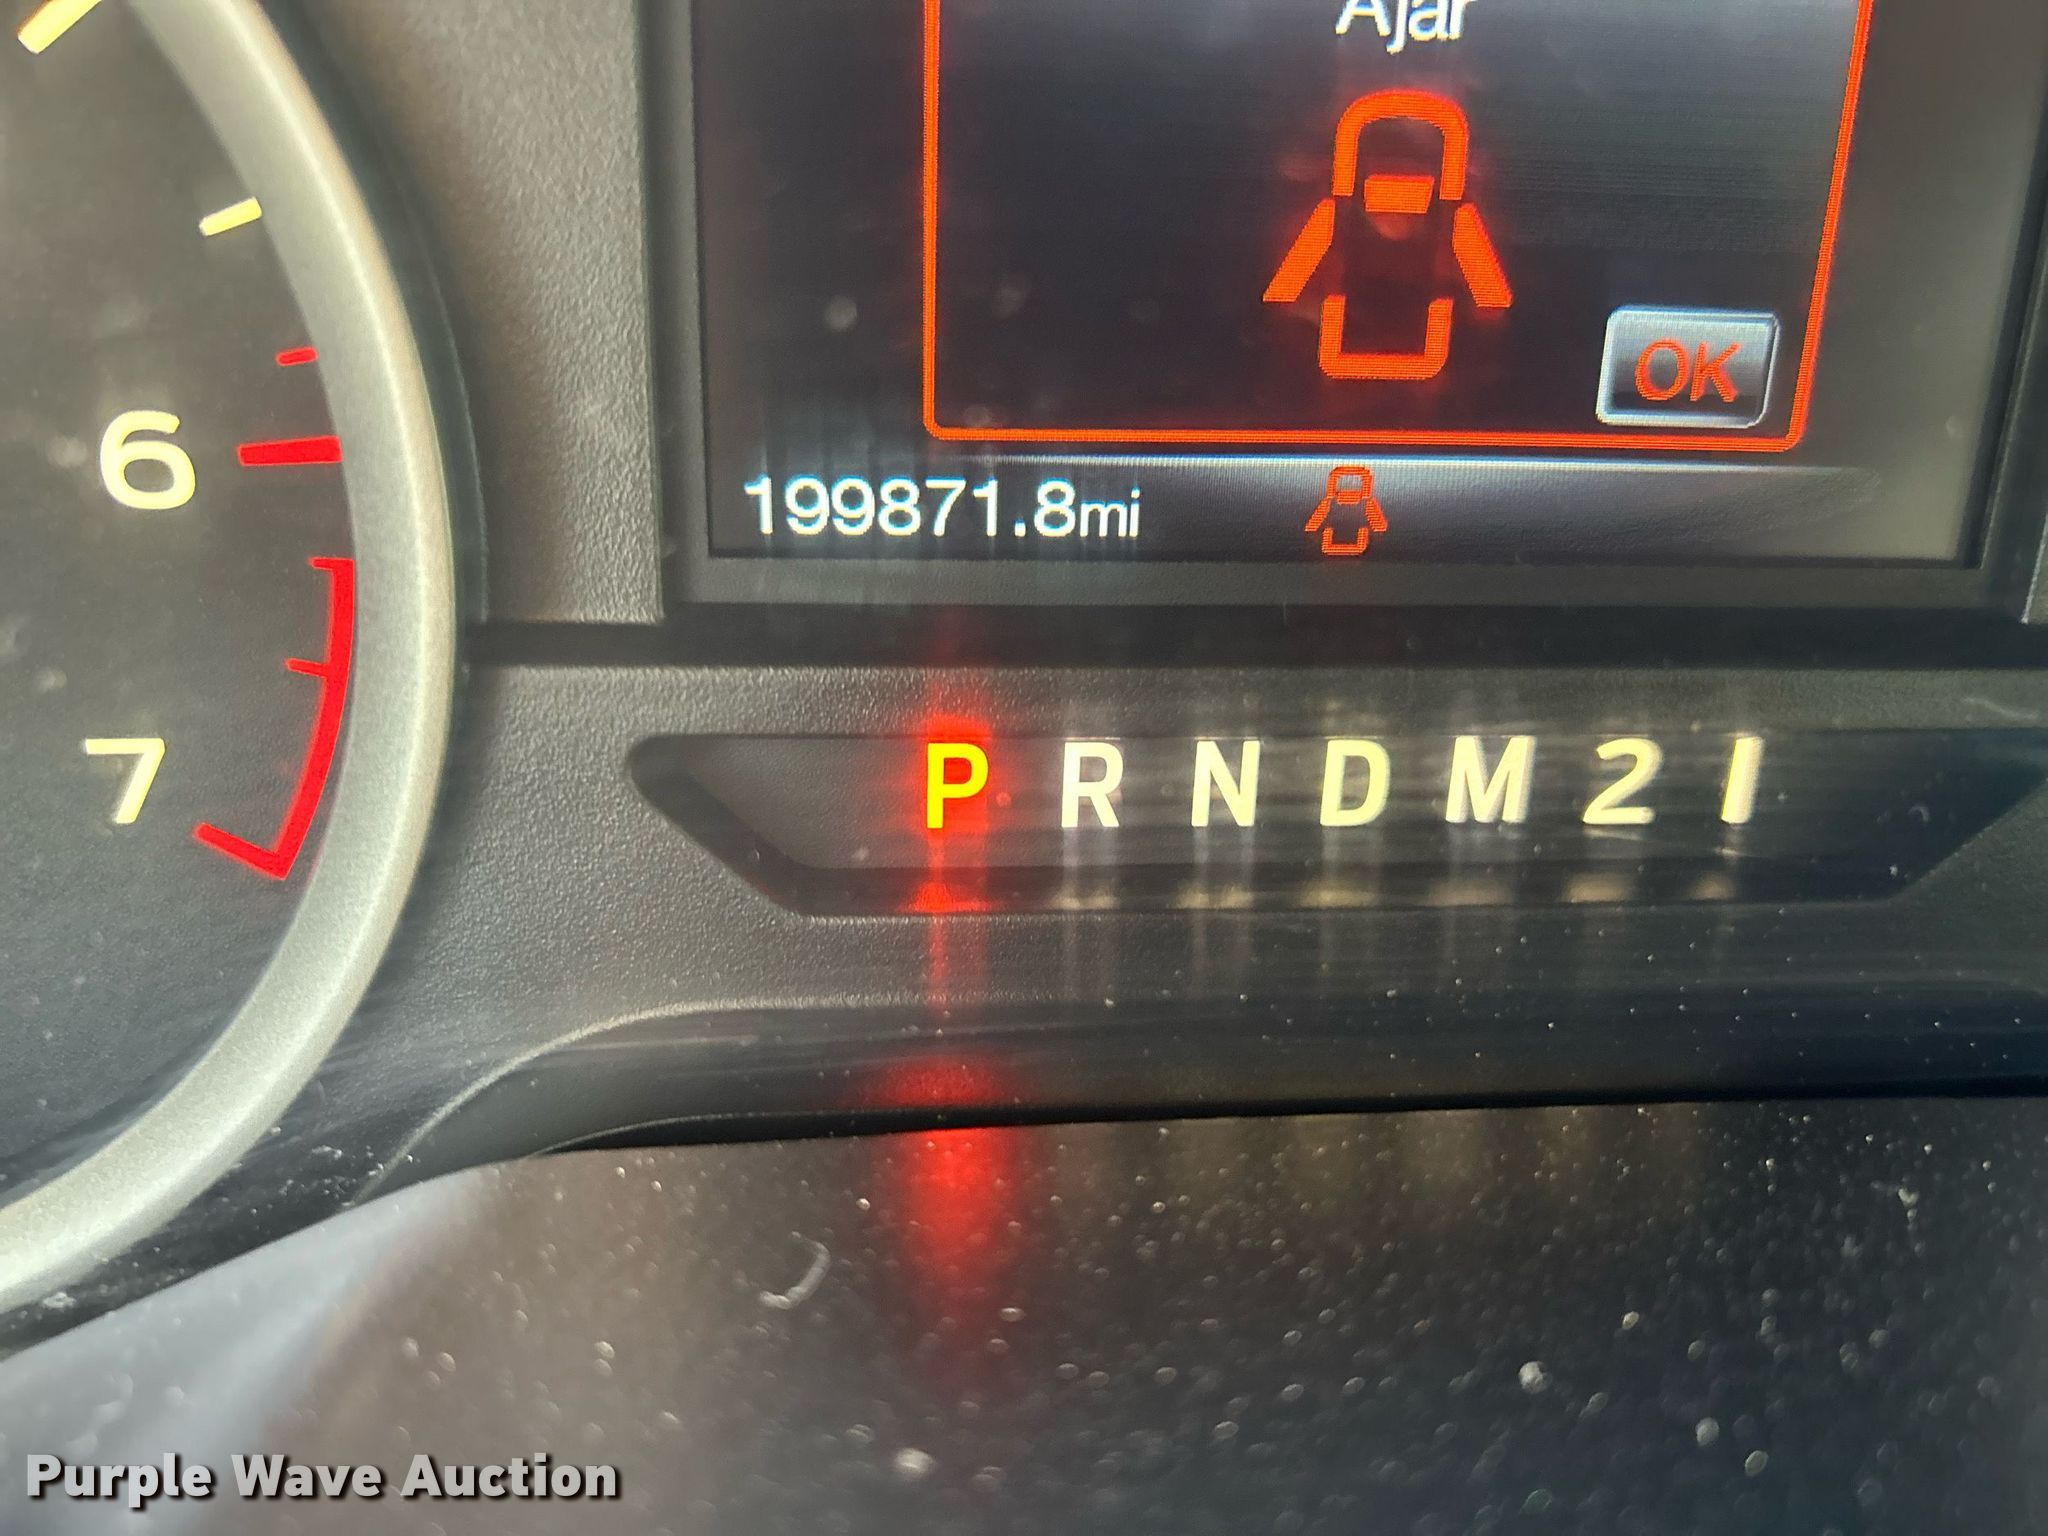 Ajar
OK
6
199871.8mi
7
P R N D M 2 1
Purple Wave Auction